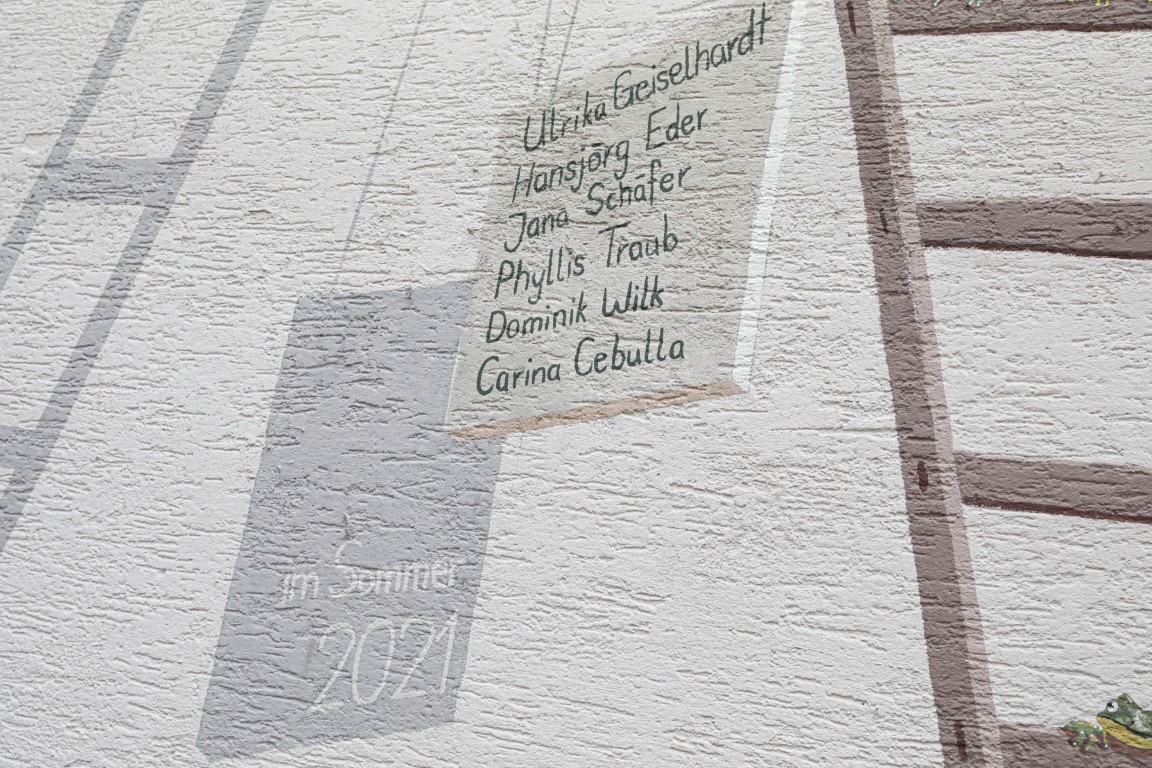 Ulrika Geiselhardt
Hansjörg Eder
Jana Schäfer
Phyllis Traub
Dominik Wilk
Carina Cebulla
im Sommer
2021